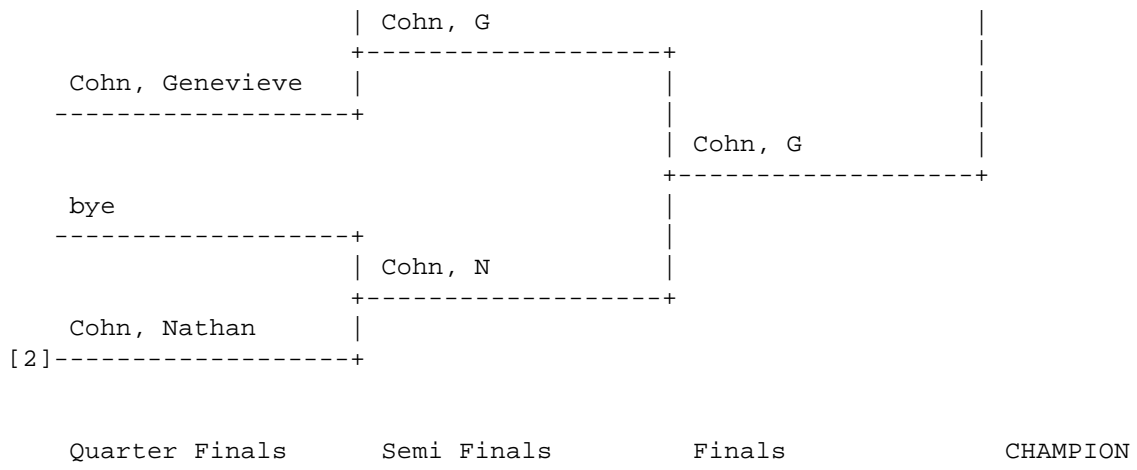 | Cohn, G |
+-------------------+ |
Cohn, Genevieve | | |
-------------------+ | |
| Cohn, G |
+-------------------+
bye |
-------------------+ |
| Cohn, N |
+-------------------+
Cohn, Nathan |
[2]-------------------+
Quarter Finals Semi Finals Finals CHAMPION